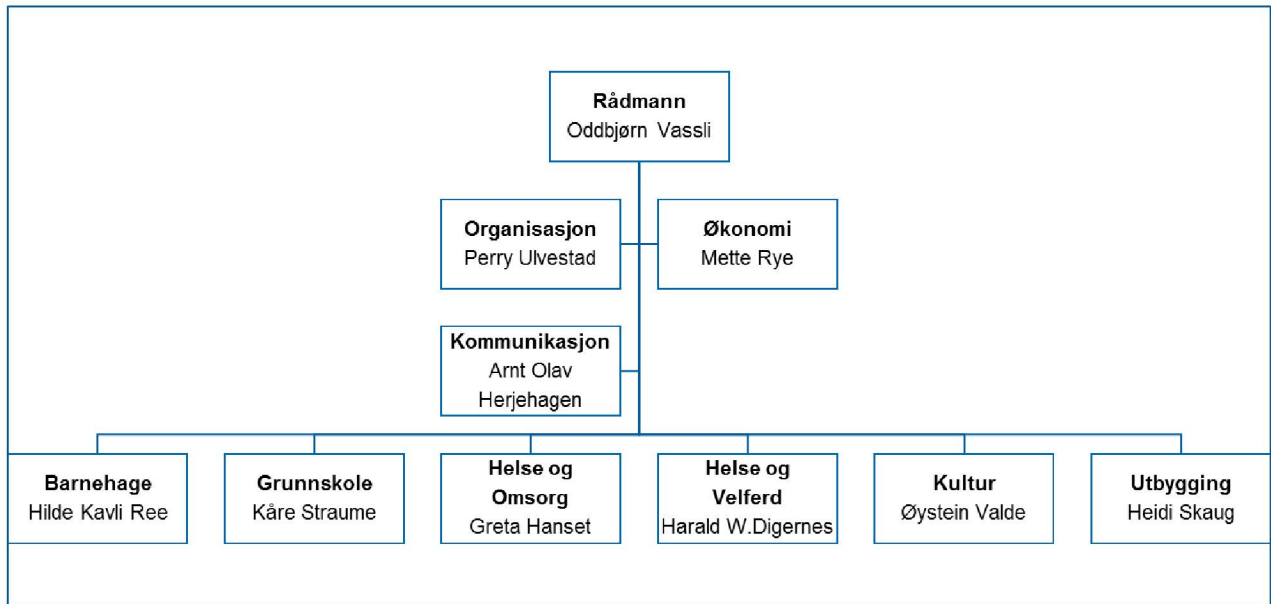 Rådmann
Oddbjørn Vassli
Organisasjon
Perry Ulvestad
Økonomi
Mette Rye
Kommunikasjon
Arnt Olav
Herjehagen
Barnehage
Hilde Kavli Ree
Grunnskole
Kåre Straume
Helse og
Omsorg
Greta Hanset
Helse og
Velferd
Harald W.Digernes
Kultur
Øystein Valde
Utbygging
Heidi Skaug